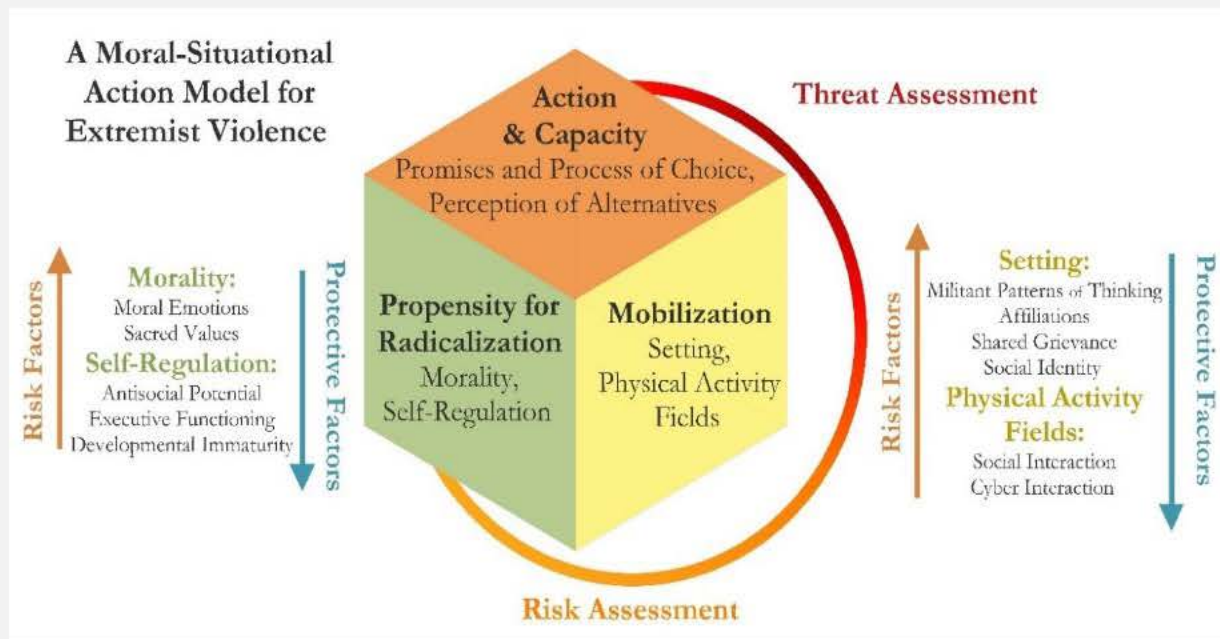 A Moral-Situational
Action Model for
Extremist Violence
Action
& Capacity
Promises and Process of Choice,
Perception of Alternatives
Threat Assessment
Risk Factors
Morality:
Moral Emotions
Sacred Values
Self-Regulation:
Antisocial Potential
Executive Functioning
Developmental Immaturity
Protective Factors
Propensity for
Radicalization
Morality,
Self-Regulation
Mobilization
Setting,
Physical Activity
Fields
Risk Factors
Setting:
Militant Patterns of Thinking
Affiliations
Shared Grievance
Social Identity
Physical Activity
Fields:
Social Interaction
Cyber Interaction
Protective Factors
Risk Assessment